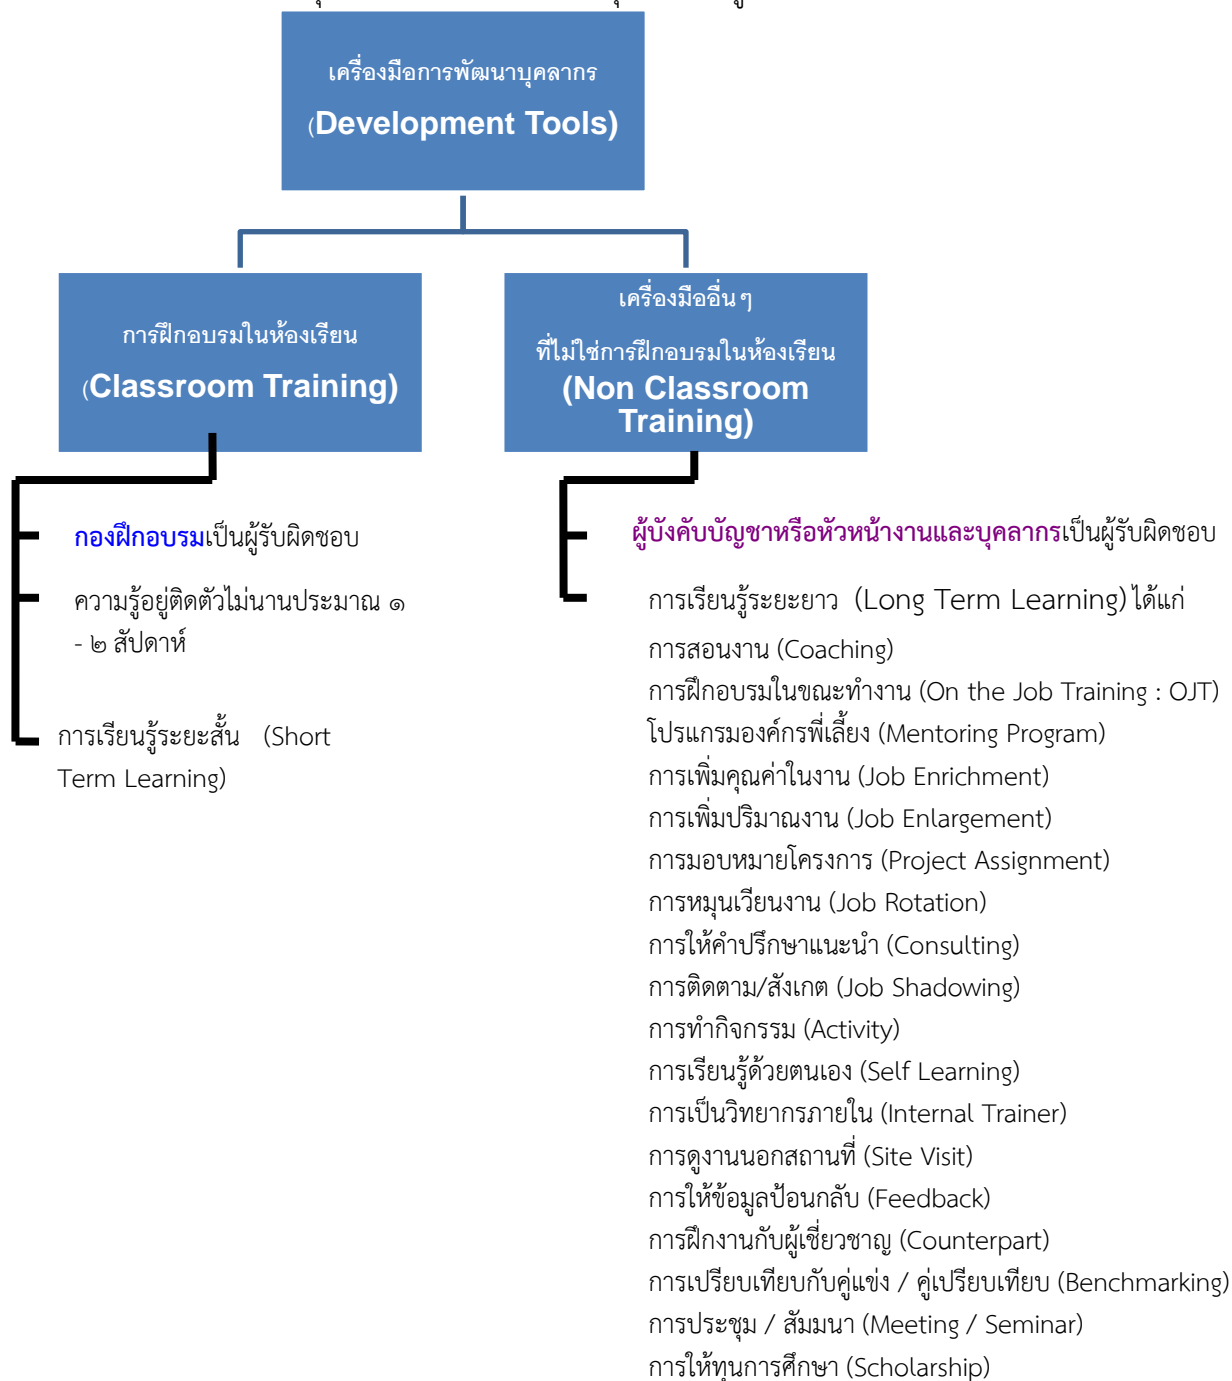 เครื่องมือการพัฒนาบุคลากร
(Development Tools)
การฝึกอบรมในห้องเรียน
(Classroom Training)
เครื่องมืออื่นๆ
ที่ไม่ใช่การฝึกอบรมในห้องเรียน
(Non Classroom
Training)
กองฝึกอบรมเป็นผู้รับผิดชอบ
ความรู้อยู่ติดตัวไม่นานประมาณ ๑
- ๒ สัปดาห์
การเรียนรู้ระยะสั้น (Short
Term Learning)
ผู้บังคับบัญชาหรือหัวหน้างานและบุคลากรเป็นผู้รับผิดชอบ
การเรียนรู้ระยะยาว (Long Term Learning) ได้แก่
การสอนงาน (Coaching)
การฝึกอบรมในขณะทำงาน (On the Job Training : OJT)
โปรแกรมองค์กรพี่เลี้ยง (Mentoring Program)
การเพิ่มคุณค่าในงาน (Job Enrichment)
การเพิ่มปริมาณงาน (Job Enlargement)
การมอบหมายโครงการ (Project Assignment)
การหมุนเวียนงาน (Job Rotation)
การให้คำปรึกษาแนะนำ (Consulting)
การติดตาม/สังเกต (Job Shadowing)
การทำกิจกรรม (Activity)
การเรียนรู้ด้วยตนเอง (Self Learning)
การเป็นวิทยากรภายใน (Internal Trainer)
การดูงานนอกสถานที่ (Site Visit)
การให้ข้อมูลป้อนกลับ (Feedback)
การฝึกงานกับผู้เชี่ยวชาญ (Counterpart)
การเปรียบเทียบกับคู่แข่ง / คู่เปรียบเทียบ (Benchmarking)
การประชุม / สัมมนา (Meeting / Seminar)
การให้ทุนการศึกษา (Scholarship)